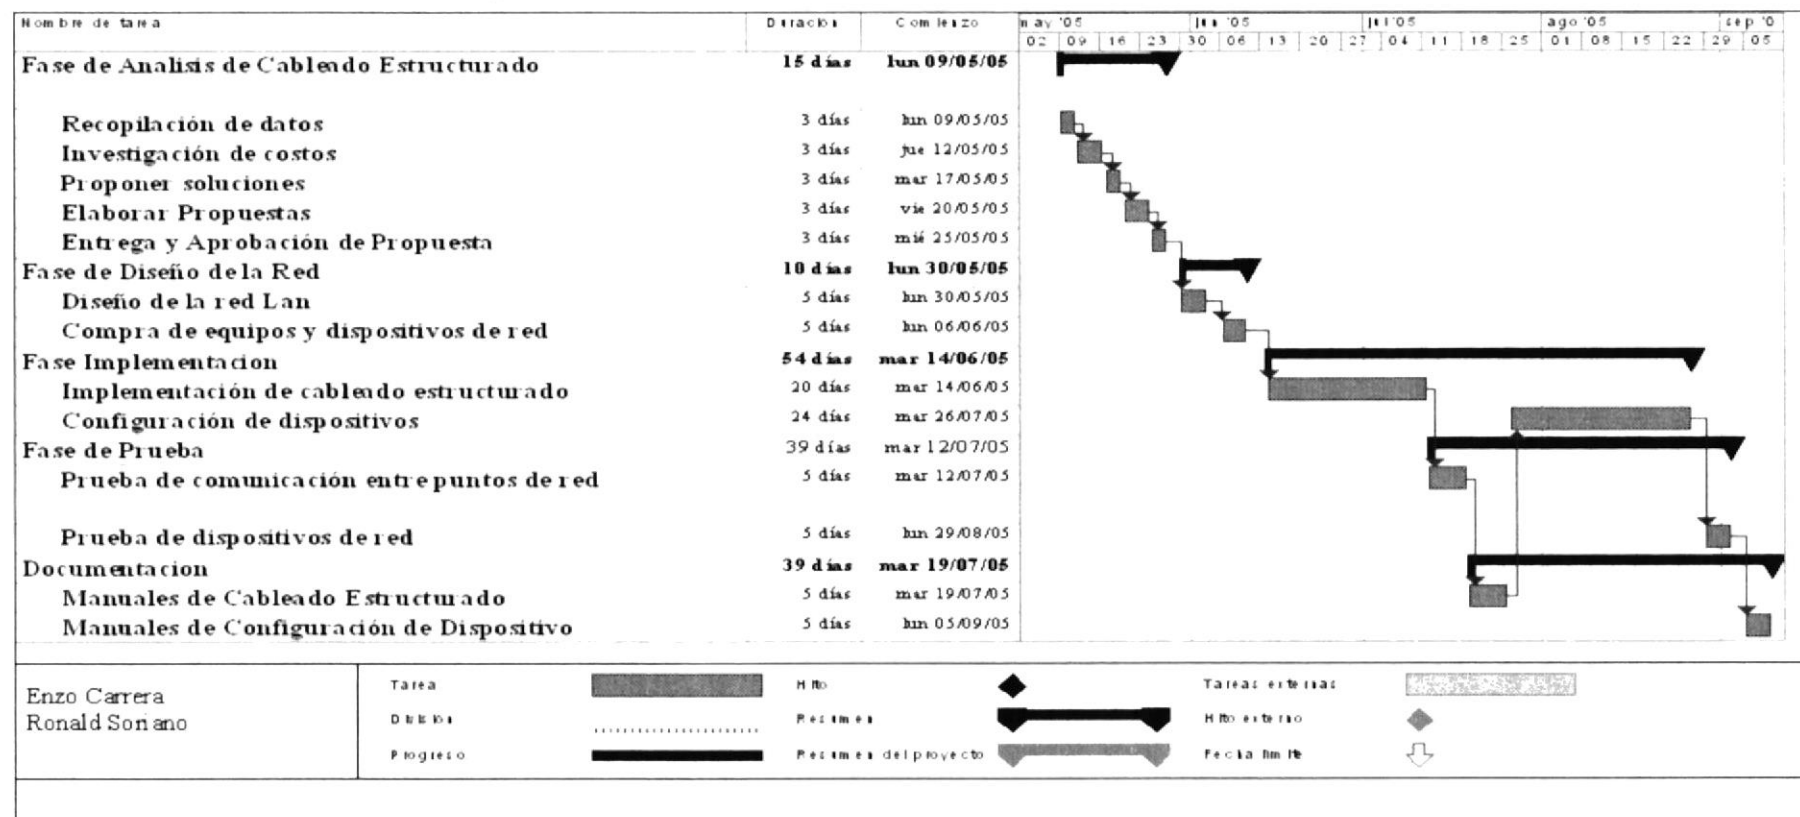 Nombre de tarea Duracion Comienzo may '05 jun '05 jul '05 ago '05 sep '0
02 09 16 23 30 06 13 20 27 04 11 18 25 01 08 15 22 29 05
Fase de Analisis de Cableado Estructurado 15 días lun 09/05/05
Recopilación de datos 3 días lun 09/05/05
Investigación de costos 3 días jue 12/05/05
Proponer soluciones 3 días mar 17/05/05
Elaborar Propuestas 3 días vie 20/05/05
Entrega y Aprobación de Propuesta 3 días mié 25/05/05
Fase de Diseño de la Red 10 días lun 30/05/05
Diseño de la red Lan 5 días lun 30/05/05
Compra de equipos y dispositivos de red 5 días lun 06/06/05
Fase Implementacion 54 días mar 14/06/05
Implementación de cableado estructurado 20 días mar 14/06/05
Configuración de dispositivos 24 días mar 26/07/05
Fase de Prueba 39 días mar 12/07/05
Prueba de comunicación entre puntos de red 5 días mar 12/07/05
Prueba de dispositivos de red 5 días lun 29/08/05
Documentacion 39 días mar 19/07/05
Manuales de Cableado Estructurado 5 días mar 19/07/05
Manuales de Configuración de Dispositivo 5 días lun 05/09/05
Enzo Carrera
Ronald Soriano
Tarea Hito Tareas externas
División Resumen Hito externo
Progreso Resumen del proyecto Fecha límite